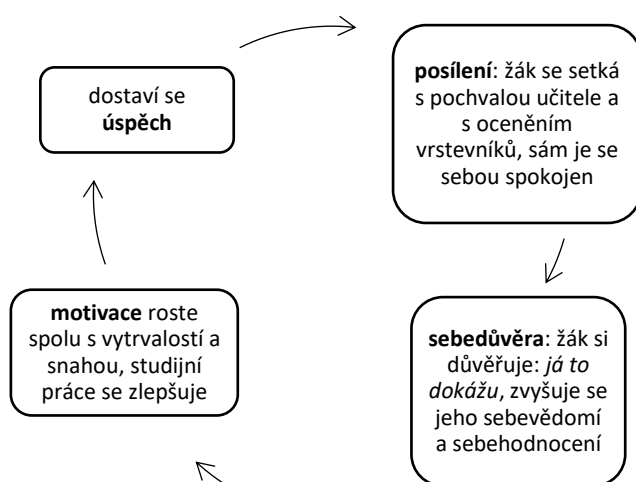 dostaví se
úspěch
posílení: žák se setká
s pochvalou učitele a
s oceněním
vrstevníků, sám je se
sebou spokojen
sebedůvěra: žák si
důvěřuje: já to
dokážu, zvyšuje se
jeho sebevědomí
a sebehodnocení
motivace roste
spolu s vytrvalostí a
snahou, studijní
práce se zlepšuje